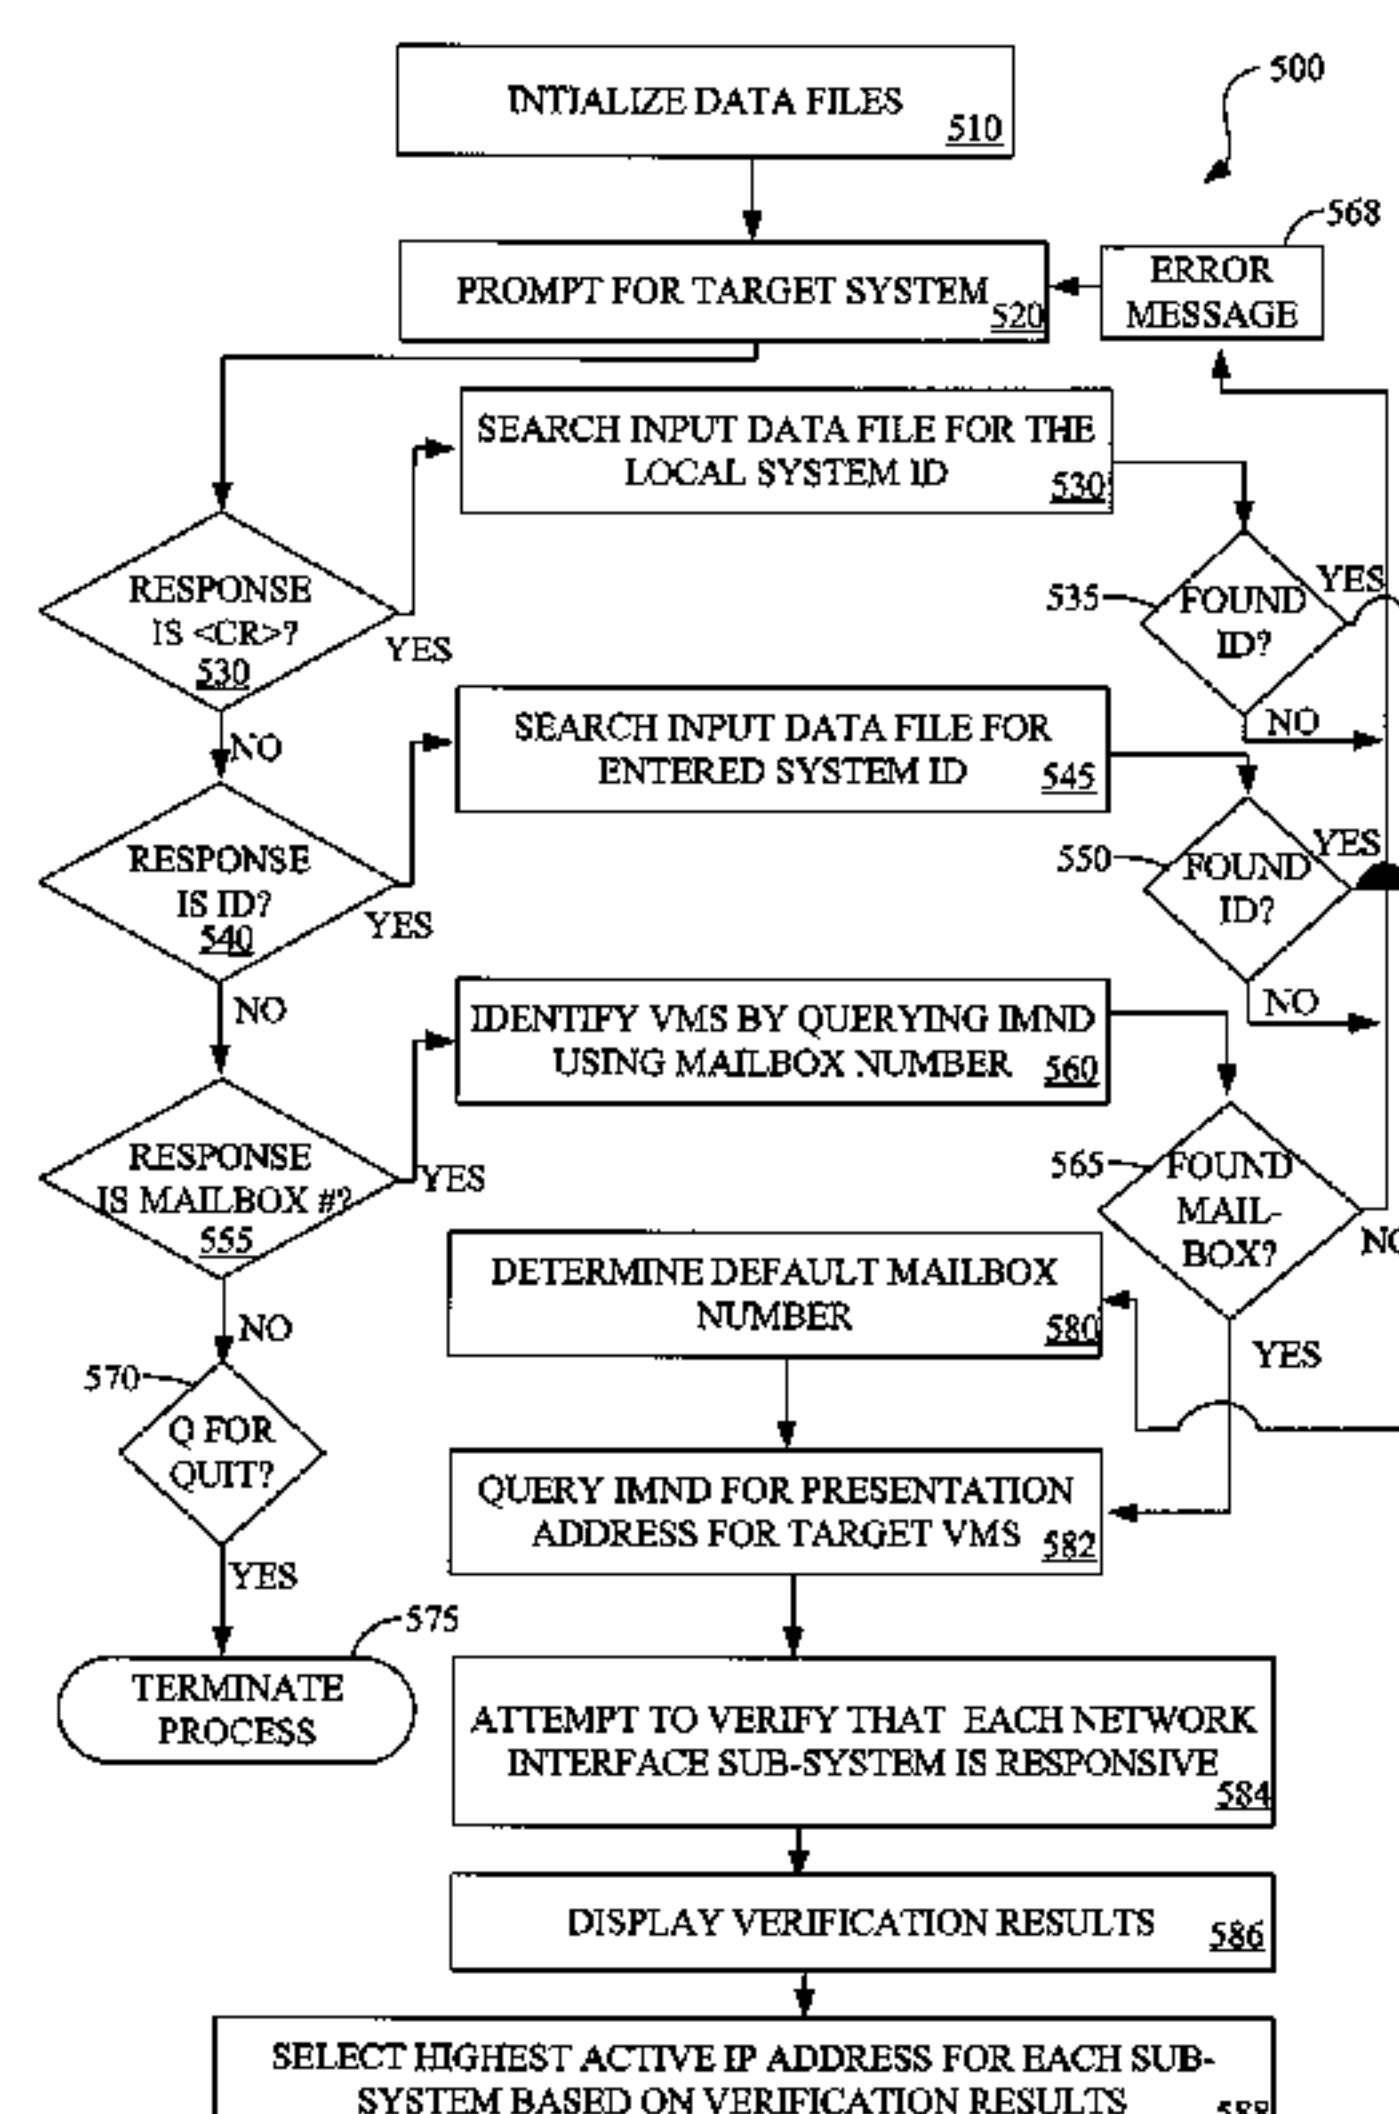 INTIALIZE DATA FILES
510
500
568
PROMPT FOR TARGET SYSTEM
520
ERROR
MESSAGE
SEARCH INPUT DATA FILE FOR THE
LOCAL SYSTEM ID
530
RESPONSE
IS <CR>?
530
YES
535
FOUND
ID?
YES
NO
NO
SEARCH INPUT DATA FILE FOR
ENTERED SYSTEM ID
545
RESPONSE
IS ID?
540
YES
550
FOUND
ID?
YES
NO
NO
IDENTIFY VMS BY QUERYING IMND
USING MAILBOX NUMBER
560
RESPONSE
IS MAILBOX #?
555
YES
565
FOUND
MAIL-
BOX?
NO
YES
DETERMINE DEFAULT MAILBOX
NUMBER
580
NO
570
Q FOR
QUIT?
YES
QUERY IMND FOR PRESENTATION
ADDRESS FOR TARGET VMS
582
575
TERMINATE
PROCESS
ATTEMPT TO VERIFY THAT EACH NETWORK
INTERFACE SUB-SYSTEM IS RESPONSIVE
584
DISPLAY VERIFICATION RESULTS
586
SELECT HIGHEST ACTIVE IP ADDRESS FOR EACH SUB-
SYSTEM BASED ON VERIFICATION RESULTS
588